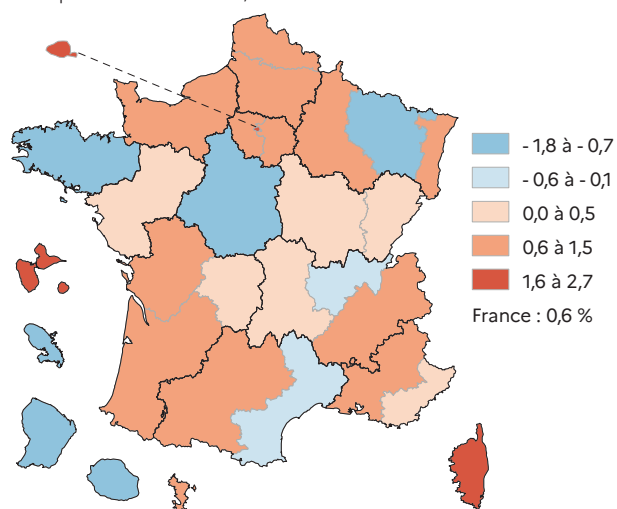 - 1,8 à - 0,7
- 0,6 à - 0,1
0,0 à 0,5
0,6 à 1,5
1,6 à 2,7
France : 0,6 %